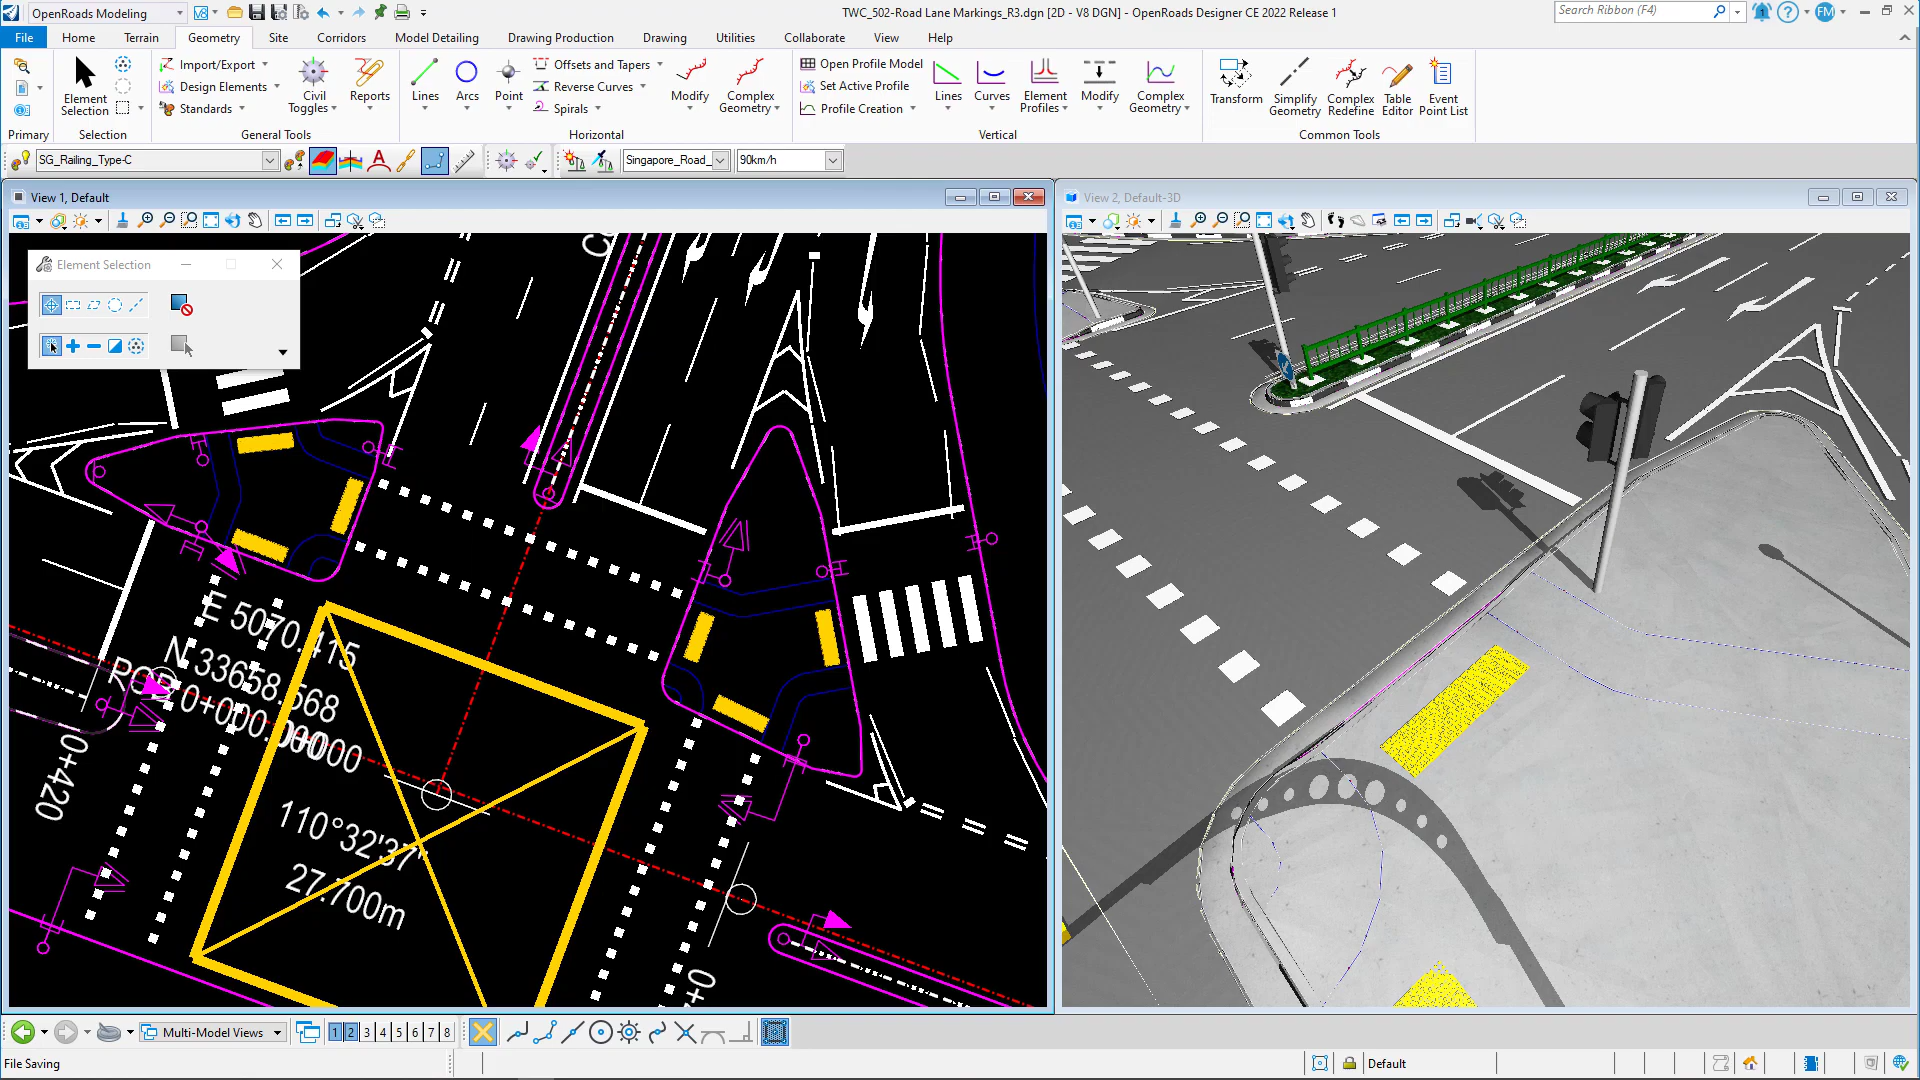 OpenRoads Modeling
TWC_502-Road Lane Markings_R3.dgn [2D - V8 DGN] - OpenRoads Designer CE 2022 Release 1
Search Ribbon (F4)
FM
File
Home
Terrain
Geometry
Site
Corridors
Model Detailing
Drawing Production
Drawing
Utilities
Collaborate
View
Help
Element Selection
Import/Export
Design Elements
Standards
Civil Toggles
Reports
Lines
Arcs
Point
Offsets and Tapers
Reverse Curves
Spirals
Modify
Complex Geometry
Open Profile Model
Set Active Profile
Profile Creation
Lines
Curves
Element Profiles
Modify
Complex Geometry
Transform
Simplify Geometry
Complex Redefine
Table Editor
Event Point List
Primary
Selection
General Tools
Horizontal
Vertical
Common Tools
SG_Railing_Type-C
Singapore_Road_
90km/h
View 1, Default
View 2, Default-3D
Element Selection
E 5070.415
N 33658.568
POB 0+000.000
0+420
110°32'37"
27.700m
0+
Multi-Model Views
1 2 3 4 5 6 7 8
File Saving
Default